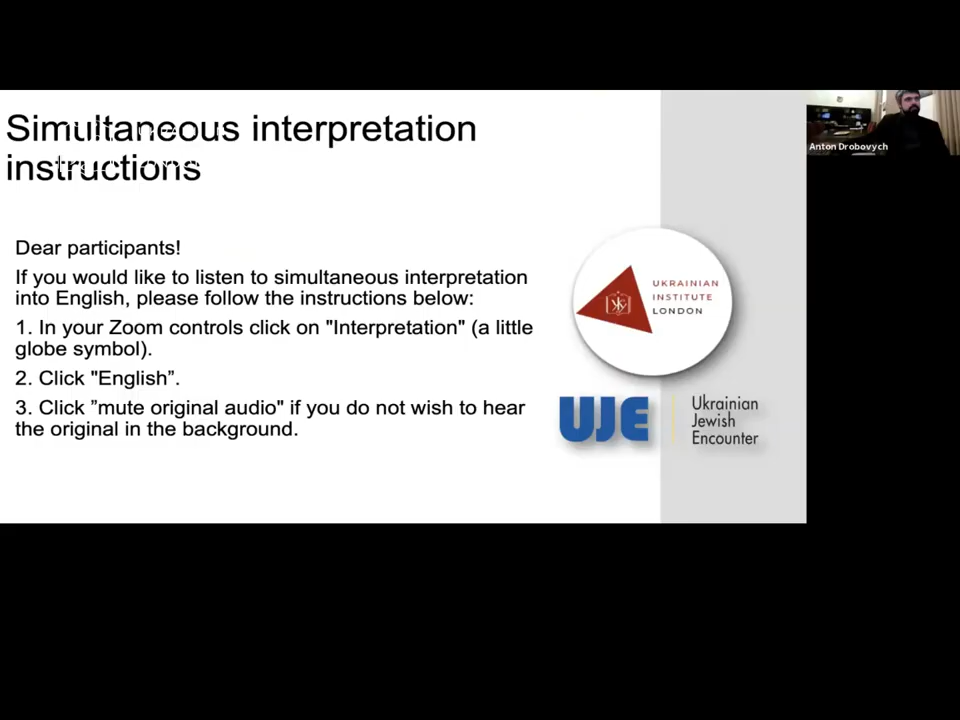 Simultaneous interpretation
instructions
Dear participants!
If you would like to listen to simultaneous interpretation
into English, please follow the instructions below:
1. In your Zoom controls click on "Interpretation" (a little
globe symbol).
2. Click "English”.
3. Click ”mute original audio" if you do not wish to hear
the original in the background.
UKRAINIAN
INSTITUTE
LONDON
UJE
Ukrainian
Jewish
Encounter
Anton Drobovych